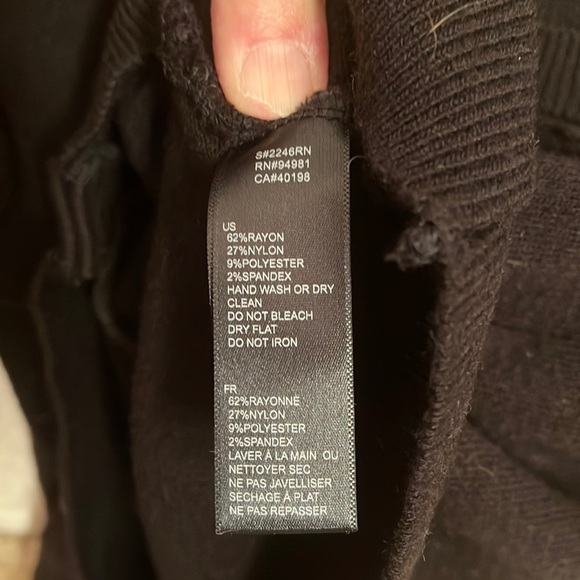 S#2246RN
RN#94981
CA#40198
US
62%RAYON
27%NYLON
9%POLYESTER
2%SPANDEX
HAND WASH OR DRY
CLEAN
DO NOT BLEACH
DRY FLAT
DO NOT IRON
FR
62%RAYONNE
27%NYLON
9%POLYESTER
2%SPANDEX
LAVER À LA MAIN OU
NETTOYER SEC
NE PAS JAVELLISER
SECHAGE À PLAT
NE PAS REPASSER